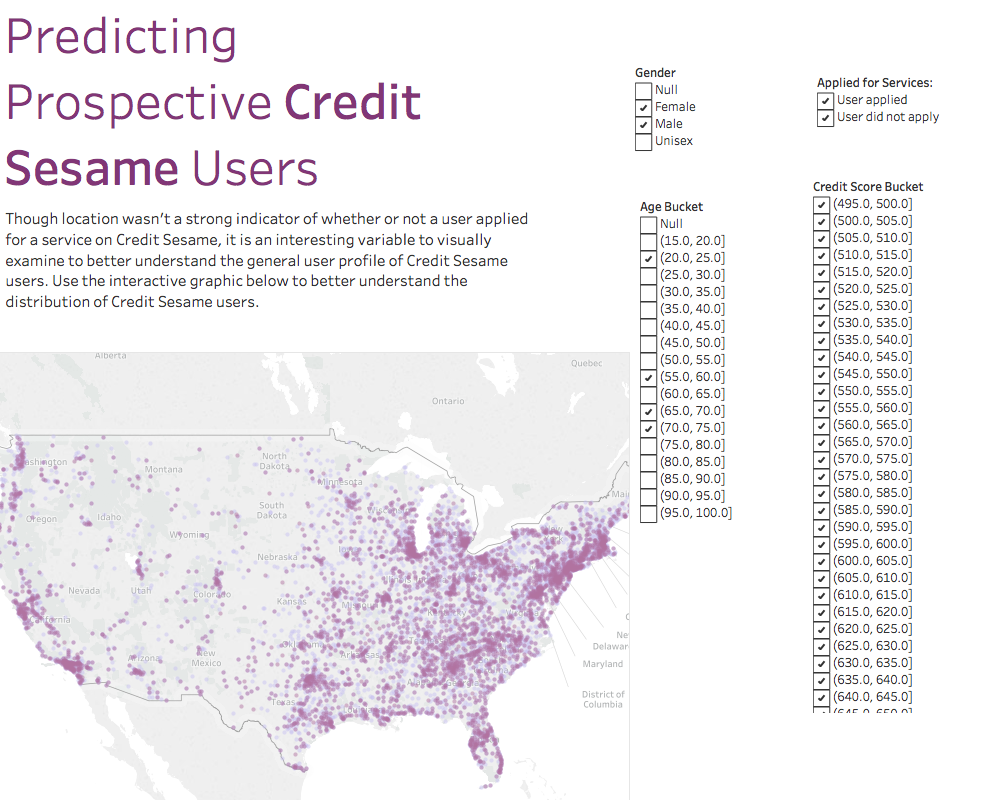 Predicting
Prospective Credit
Sesame Users
Though location wasn't a strong indicator of whether or not a user applied
for a service on Credit Sesame, it is an interesting variable to visually
examine to better understand the general user profile of Credit Sesame
users. Use the interactive graphic below to better understand the
distribution of Credit Sesame users.
Gender
Null
Female
Male
Unisex
Applied for Services:
User applied
User did not apply
Age Bucket
Null
(15.0, 20.0]
(20.0, 25.0]
(25.0, 30.0]
(30.0, 35.0]
(35.0, 40.0]
(40.0, 45.0]
(45.0, 50.0]
(50.0, 55.0]
(55.0, 60.0]
(60.0, 65.0]
(65.0, 70.0]
(70.0, 75.0]
(75.0, 80.0]
(80.0, 85.0]
(85.0, 90.0]
(90.0, 95.0]
(95.0, 100.0]
Credit Score Bucket
(495.0, 500.0]
(500.0, 505.0]
(505.0, 510.0]
(510.0, 515.0]
(515.0, 520.0]
(520.0, 525.0]
(525.0, 530.0]
(530.0, 535.0]
(535.0, 540.0]
(540.0, 545.0]
(545.0, 550.0]
(550.0, 555.0]
(555.0, 560.0]
(560.0, 565.0]
(565.0, 570.0]
(570.0, 575.0]
(575.0, 580.0]
(580.0, 585.0]
(585.0, 590.0]
(590.0, 595.0]
(595.0, 600.0]
(600.0, 605.0]
(605.0, 610.0]
(610.0, 615.0]
(615.0, 620.0]
(620.0, 625.0]
(625.0, 630.0]
(630.0, 635.0]
(635.0, 640.0]
(640.0, 645.0]
(645.0, 650.0]
Alberta
Quebec
Ontario
Washington
Montana
North
Dakota
Minnesota
Oregon
Idaho
South
Dakota
Wyoming
Nebraska
Nevada
Utah
Colorado
Kansas
California
Arizona
New
Mexico
Oklahoma
Texas
Delaware
Maryland
District of
Columbia